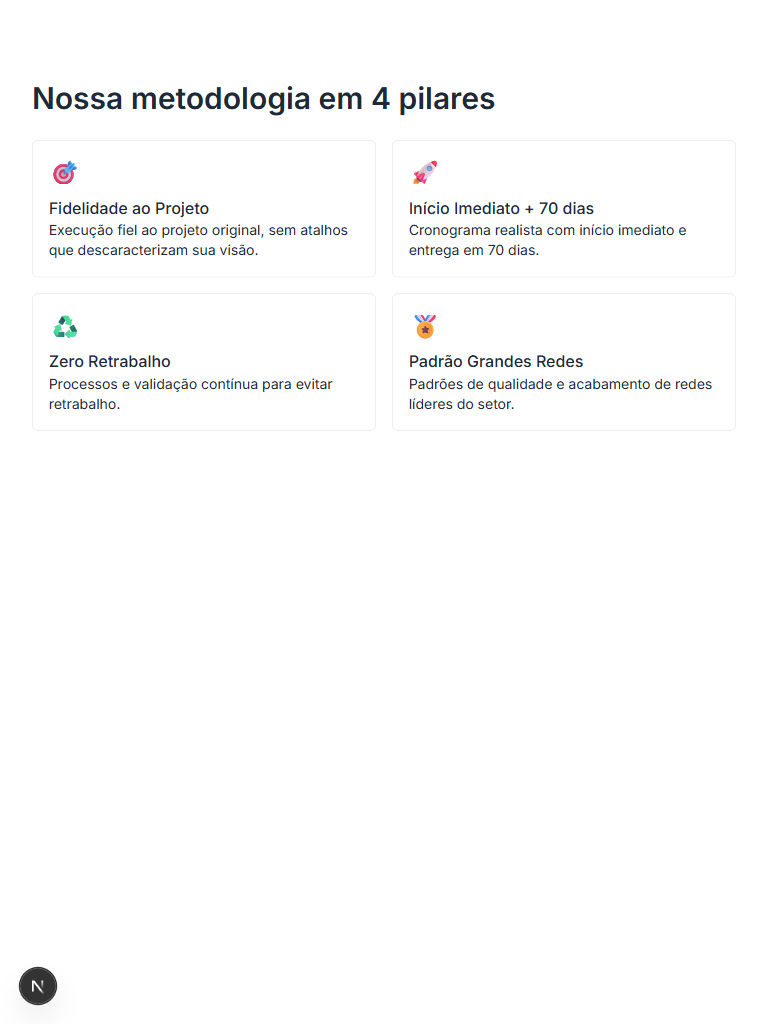 Nossa metodologia em 4 pilares
Fidelidade ao Projeto
Execução fiel ao projeto original, sem atalhos
que descaracterizam sua visão.
Início Imediato + 70 dias
Cronograma realista com início imediato e
entrega em 70 dias.
Zero Retrabalho
Processos e validação contínua para evitar
retrabalho.
Padrão Grandes Redes
Padrões de qualidade e acabamento de redes
líderes do setor.
N